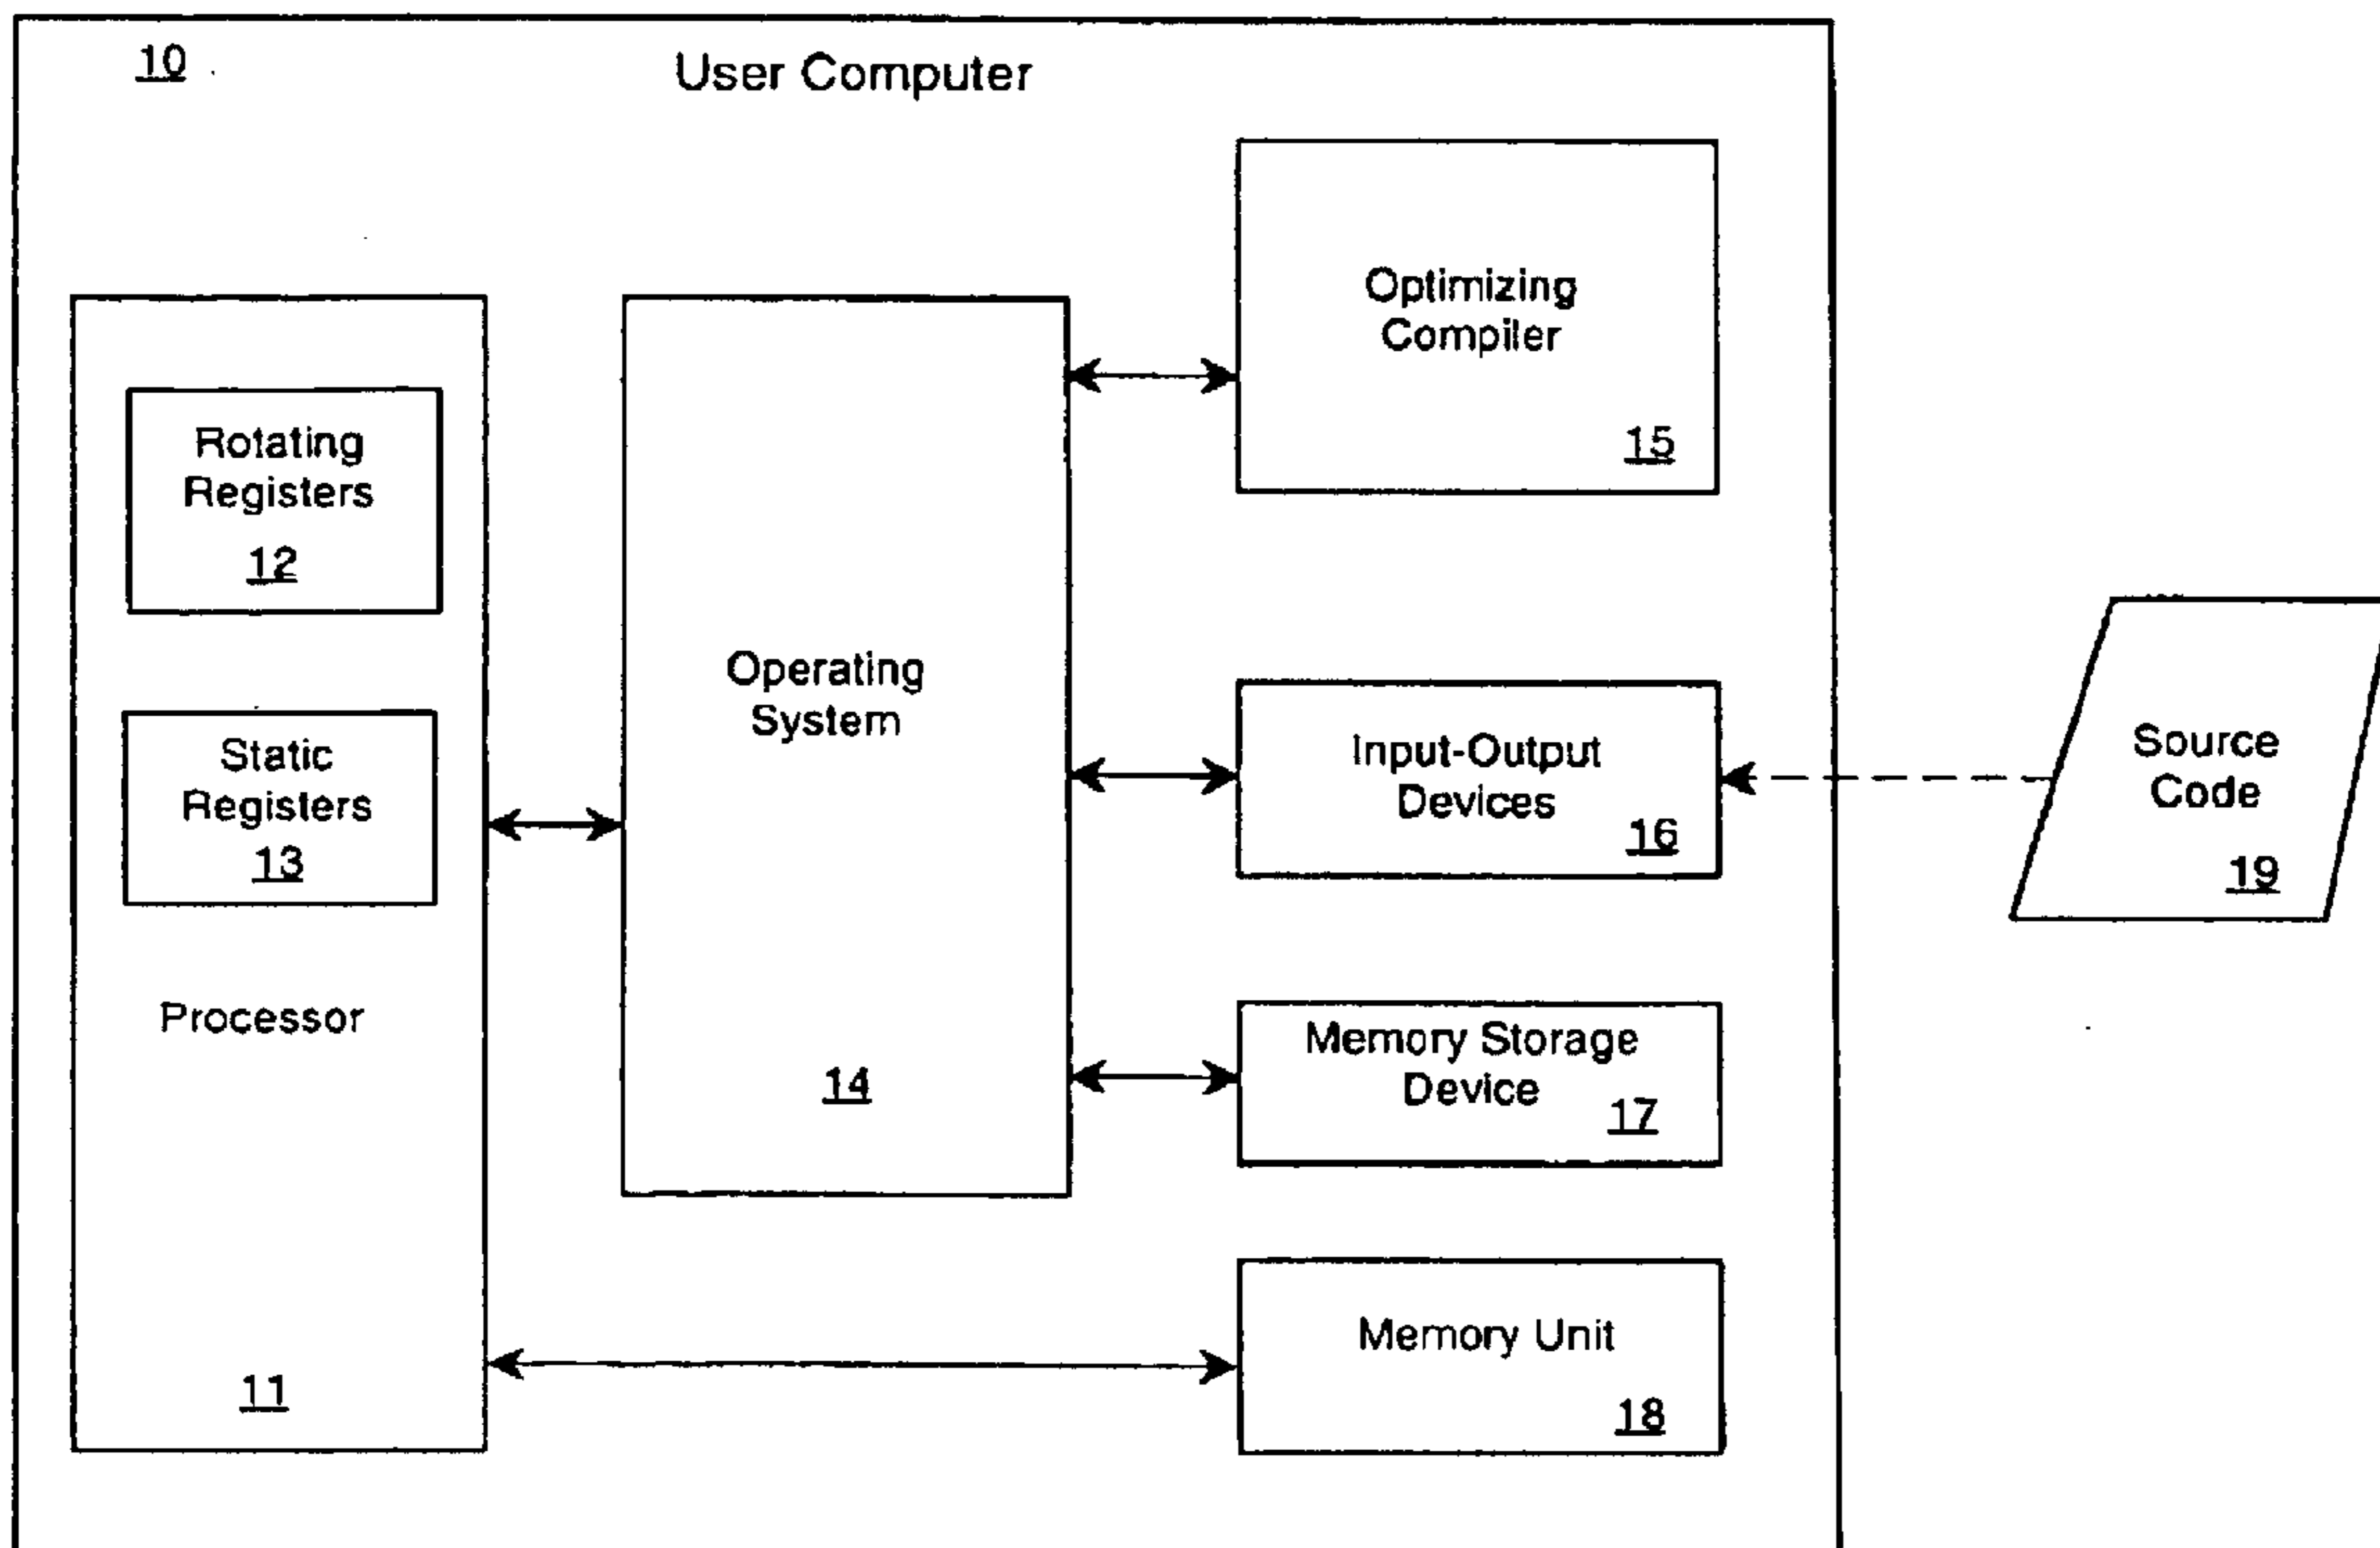 10
User Computer
Optimizing
Compiler
15
Rotating
Registers
12
Static
Registers
13
Processor
11
Operating
System
14
Input-Output
Devices
16
Memory Storage
Device
17
Memory Unit
18
Source
Code
19